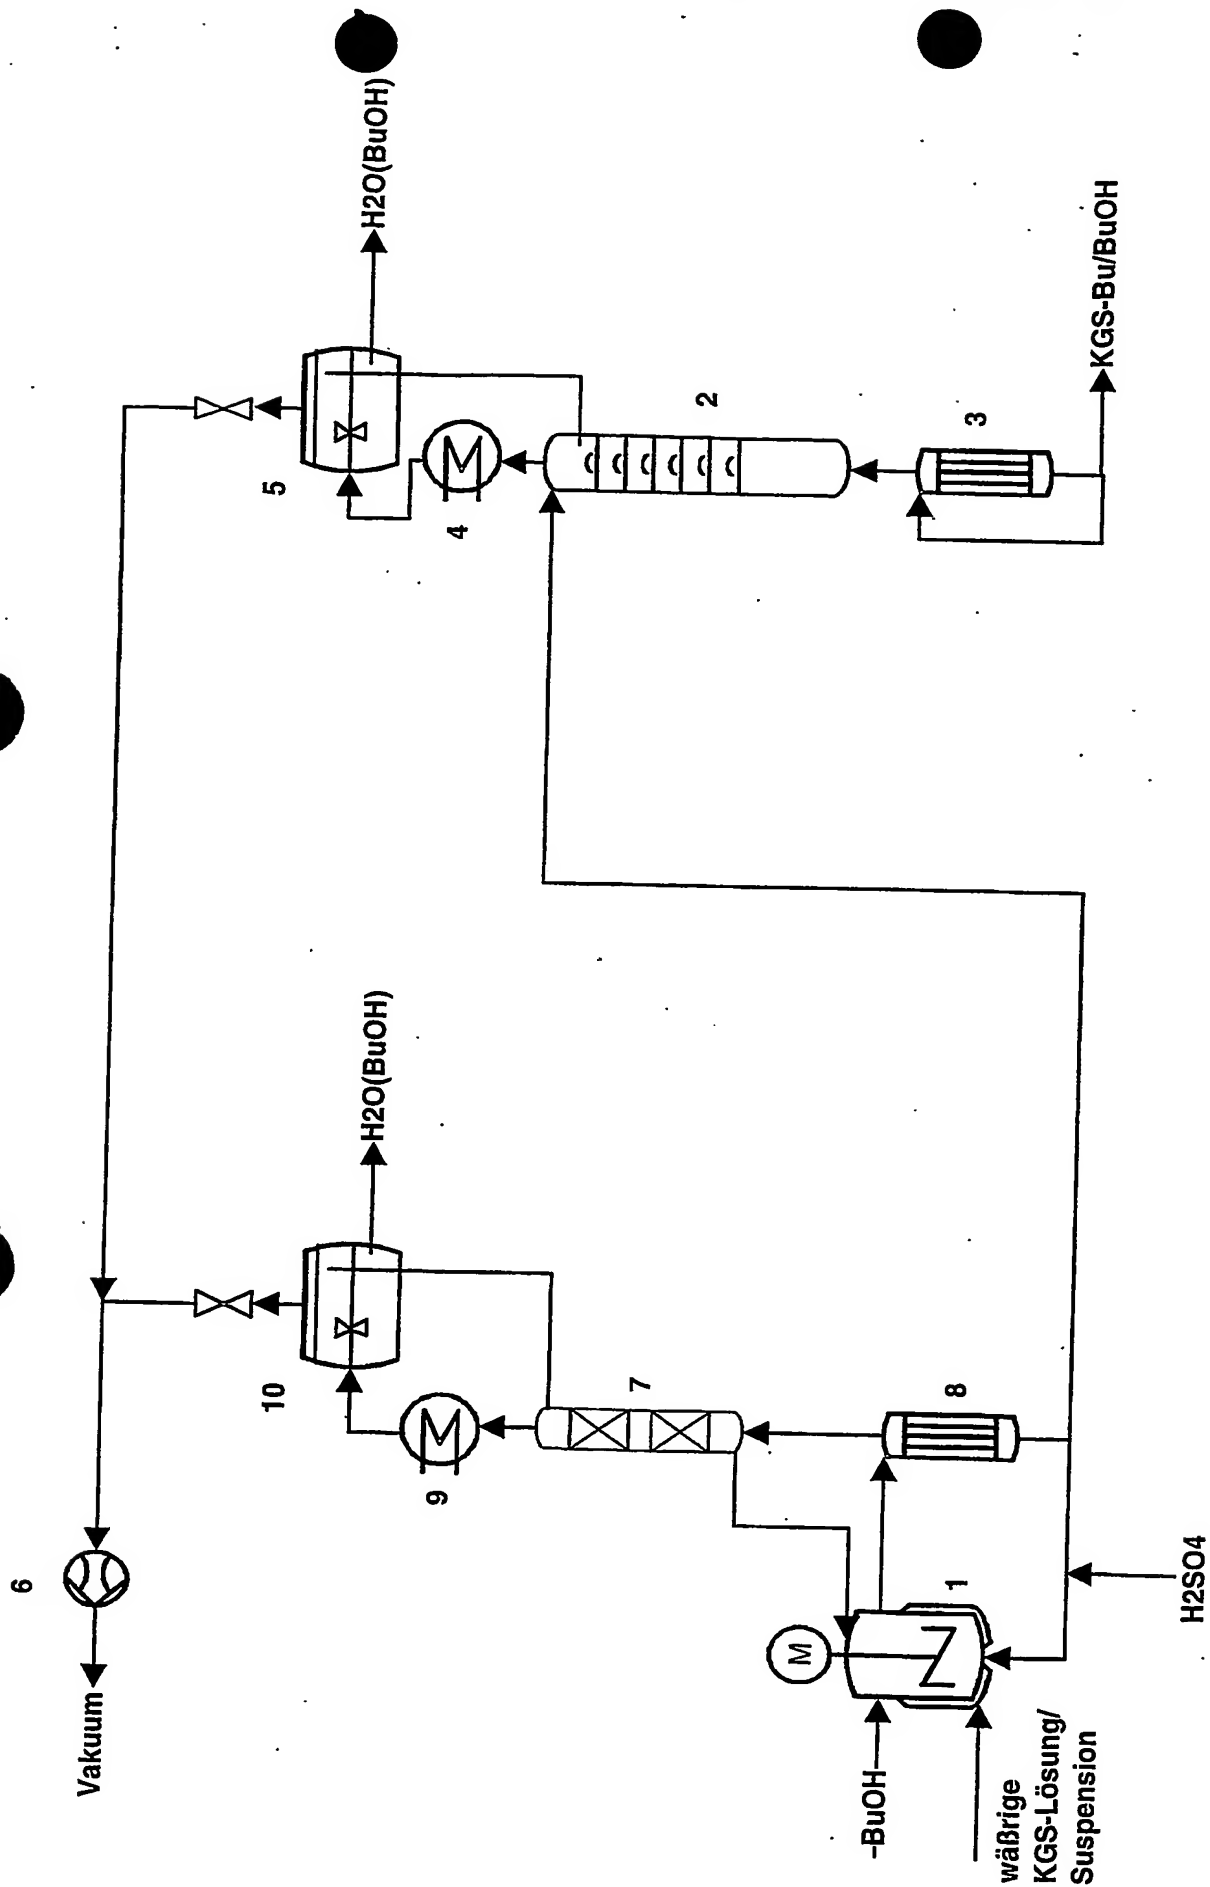 Vakuum
6
10
H2O(BuOH)
9
7
8
M
1
-BuOH
wäßrige
KGS-Lösung/
Suspension
H2SO4
5
H2O(BuOH)
4
2
3
KGS-Bu/BuOH